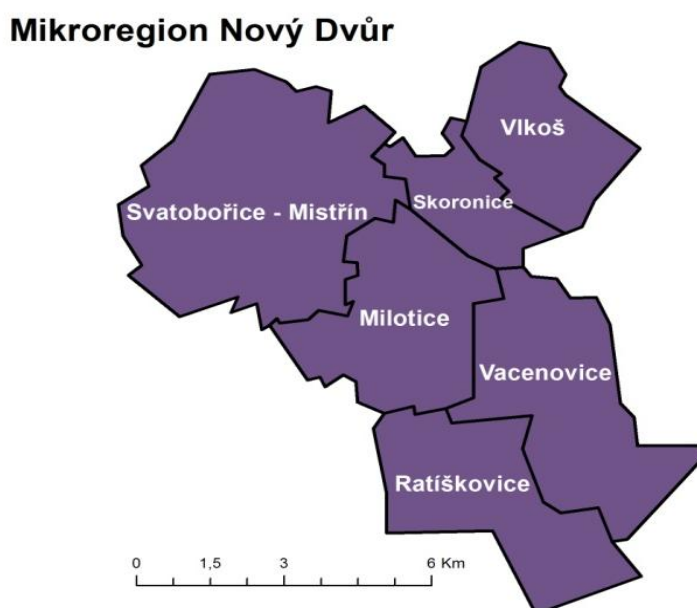 Mikroregion Nový Dvůr
Vlkoš
Skoronice
Svatobořice - Mistřín
Milotice
Vacenovice
Ratíškovice
0 1,5 3 6 Km